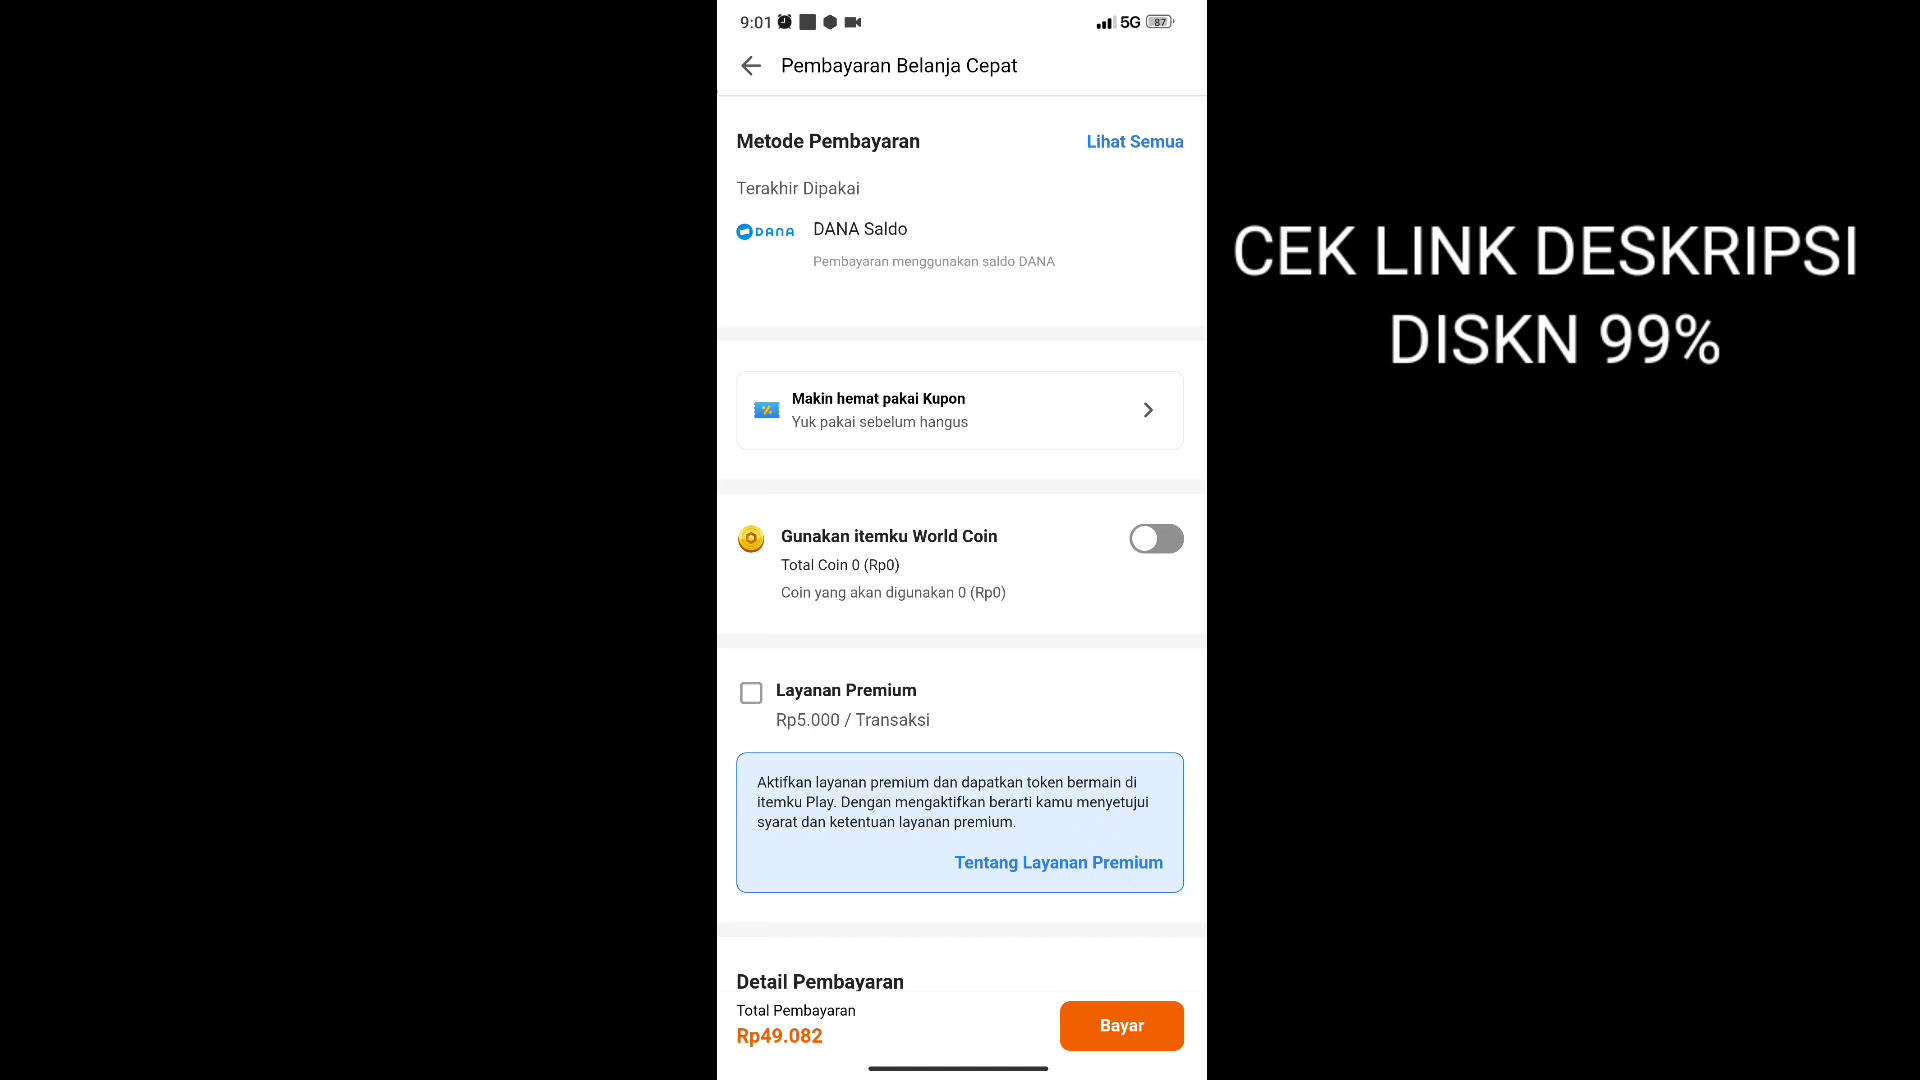 9:01
5G 87
Pembayaran Belanja Cepat
Metode Pembayaran
Lihat Semua
Terakhir Dipakai
DANA
DANA Saldo
Pembayaran menggunakan saldo DANA
CEK LINK DESKRIPSI
DISKN 99%
Makin hemat pakai Kupon
Yuk pakai sebelum hangus
Gunakan itemku World Coin
Total Coin 0 (Rp0)
Coin yang akan digunakan 0 (Rp0)
Layanan Premium
Rp5.000 / Transaksi
Aktifkan layanan premium dan dapatkan token bermain di
itemku Play. Dengan mengaktifkan berarti kamu menyetujui
syarat dan ketentuan layanan premium.
Tentang Layanan Premium
Detail Pembayaran
Total Pembayaran
Rp49.082
Bayar